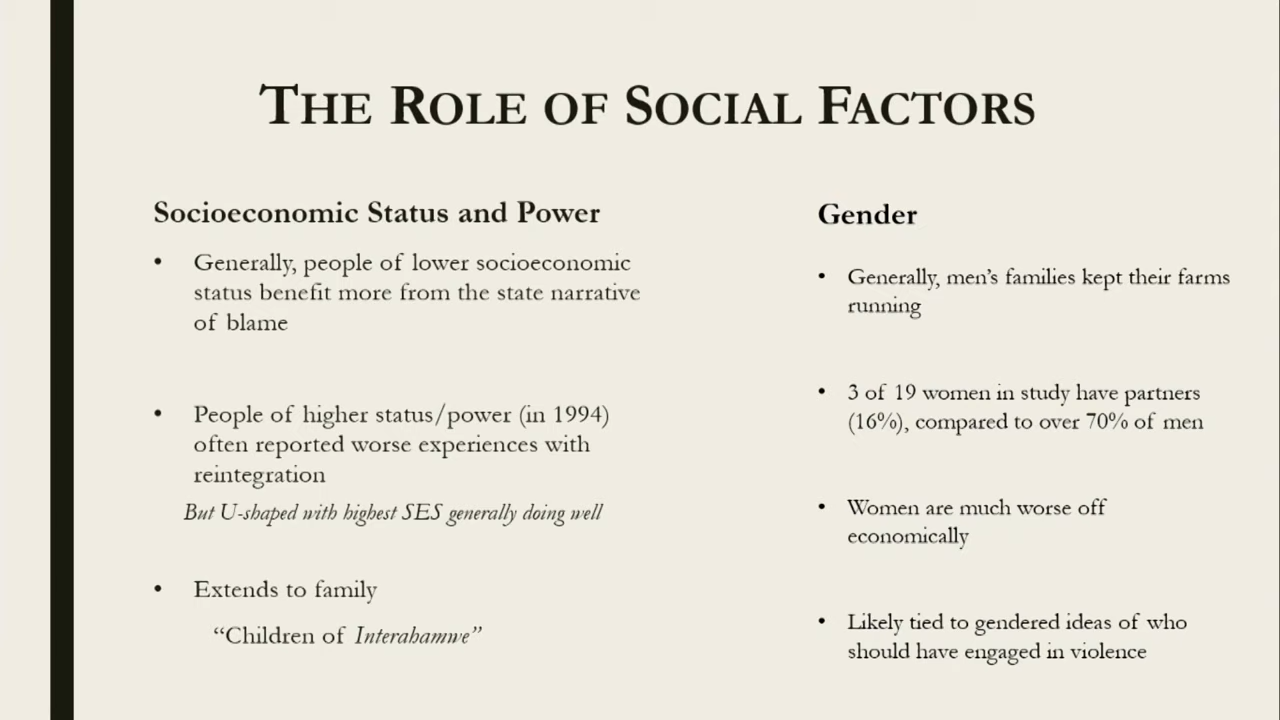 THE ROLE OF SOCIAL FACTORS
Socioeconomic Status and Power
• Generally, people of lower socioeconomic
status benefit more from the state narrative
of blame
• People of higher status/power (in 1994)
often reported worse experiences with
reintegration
But U-shaped with highest SES generally doing well
• Extends to family
“Children of Interahamwe”
Gender
• Generally, men’s families kept their farms
running
• 3 of 19 women in study have partners
(16%), compared to over 70% of men
• Women are much worse off
economically
• Likely tied to gendered ideas of who
should have engaged in violence